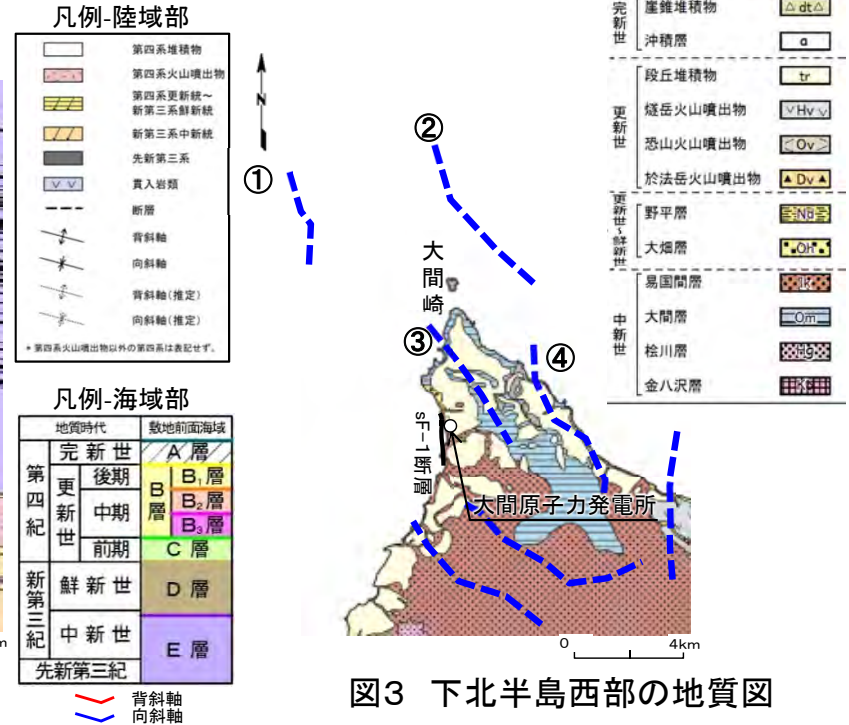 凡例-陸域部
第四系堆積物
第四系火山噴出物
第四系更新統～
新第三系鮮新統
新第三系中新統
先新第三系
貫入岩類
断層
背斜軸
向斜軸
背斜軸(推定)
向斜軸(推定)
* 第四系火山噴出物以外の第四系は表記せず。
凡例-海域部
地質時代
敷地前面海域
第四紀
完新世
A層
更新世
後期
中期
前期
B層
B₁層
B₂層
B₃層
C層
新第三紀
鮮新世
D層
中新世
E層
先新第三紀
背斜軸
向斜軸
N
①
②
③
④
大間崎
sF-1断層
大間原子力発電所
0 4km
図3 下北半島西部の地質図
完新世
崖錐堆積物
dt
沖積層
a
更新世
段丘堆積物
tr
燧岳火山噴出物
Hv
恐山火山噴出物
Ov
於法岳火山噴出物
Dv
更新世～鮮新世
野平層
No
大畑層
Oh
中新世
易国間層
大間層
Om
桧川層
金八沢層
m